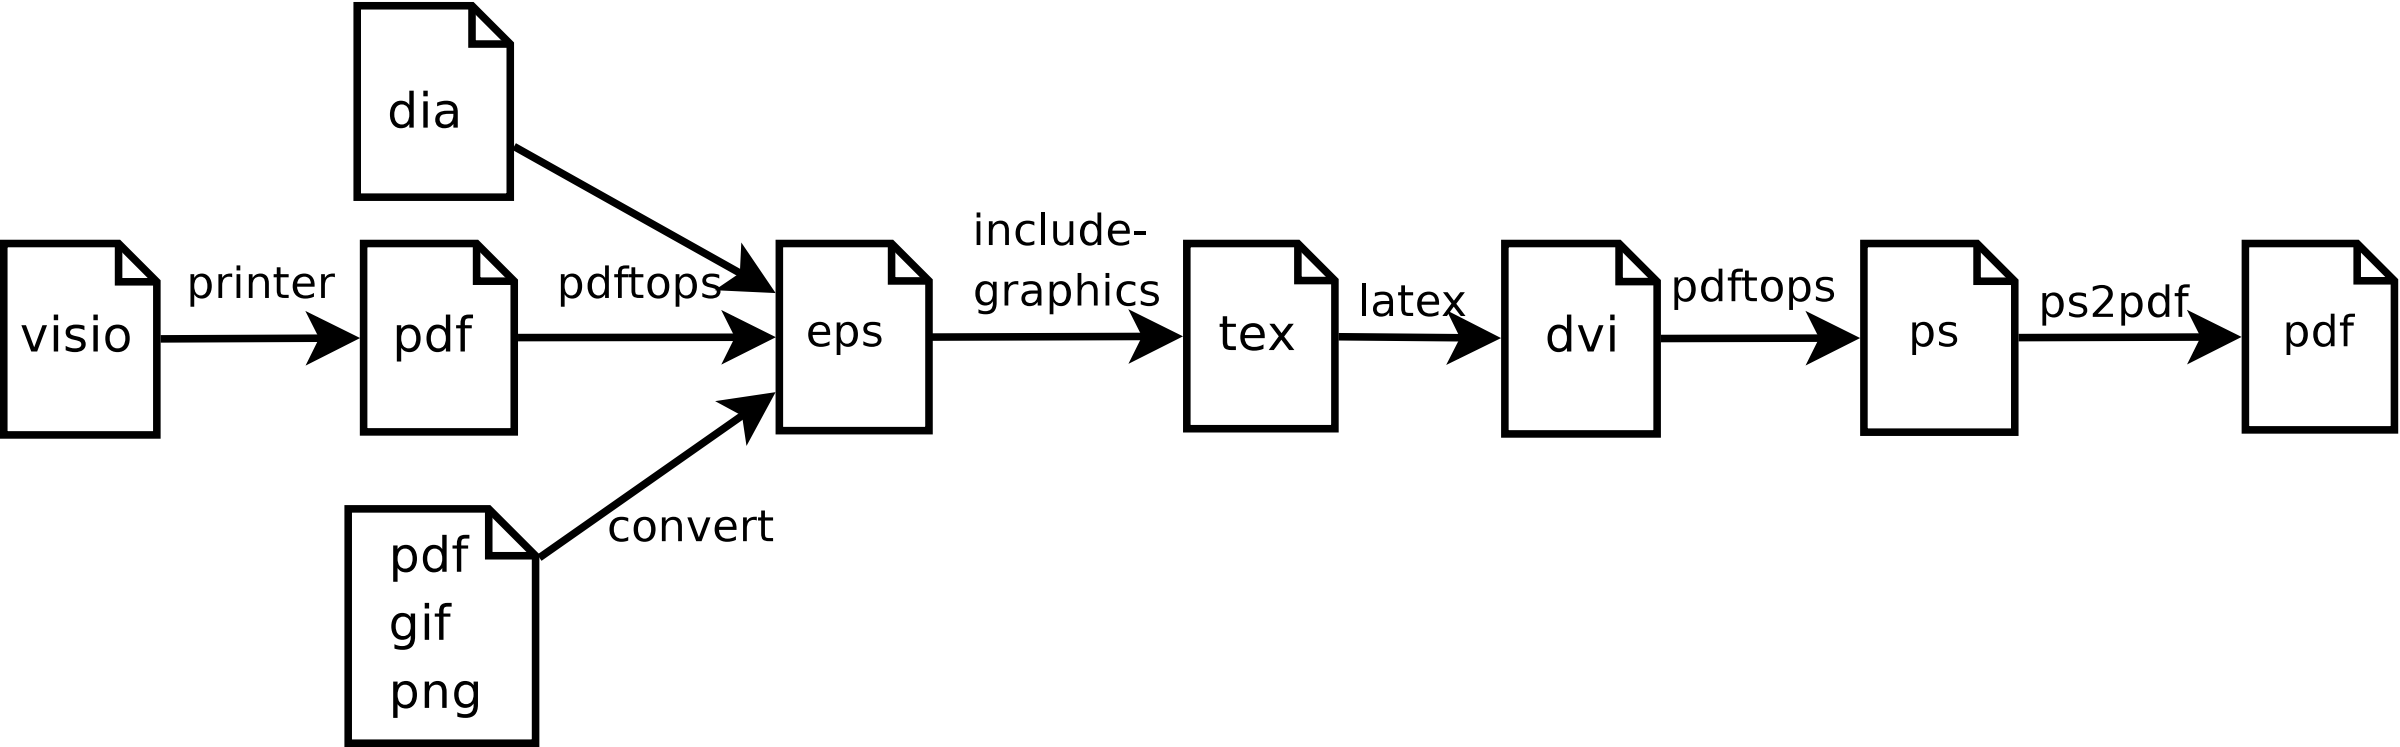 dia
visio
printer
pdf
pdftops
eps
include-
graphics
tex
latex
dvi
pdftops
ps
ps2pdf
pdf
convert
pdf
gif
png